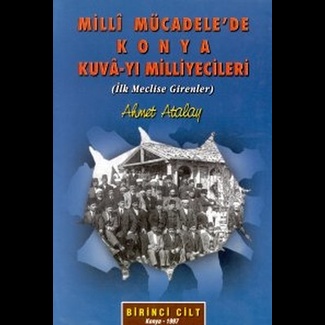 MİLLÎ MÜCADELE'DE
KONYA
KUVÂ-YI MİLLİYECİLERİ
(İlk Meclise Girenler)
Ahmet Atalay
BİRİNCİ CİLT
Konya - 1997